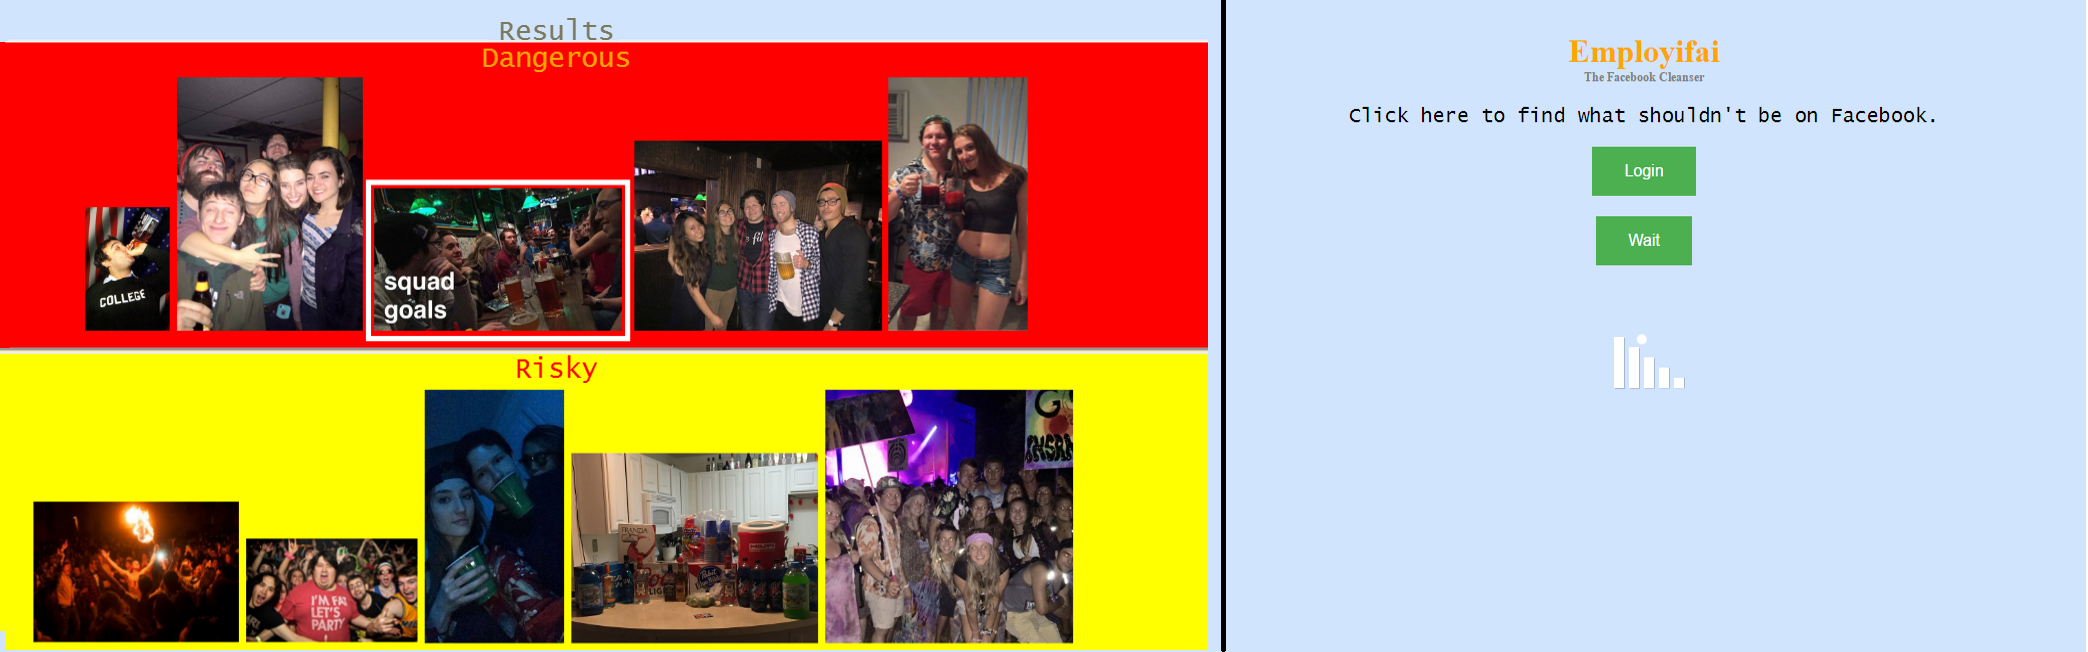 Results
Dangerous
COLLEGE
squad
goals
Risky
I'M FAT
LET'S
PARTY
!
FRANZIA
Employifai
The Facebook Cleanser
Click here to find what shouldn't be on Facebook.
Login
Wait